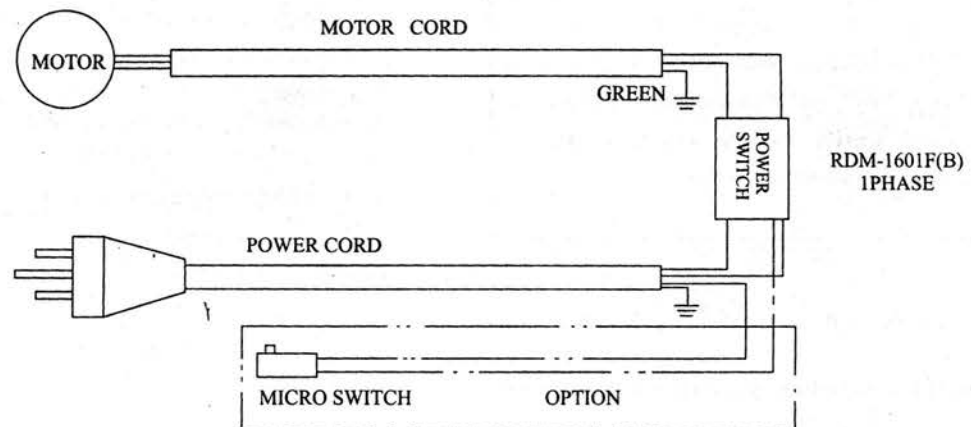 MOTOR CORD
MOTOR
GREEN
POWER
SWITCH
RDM-1601F(B)
1PHASE
POWER CORD
MICRO SWITCH
OPTION